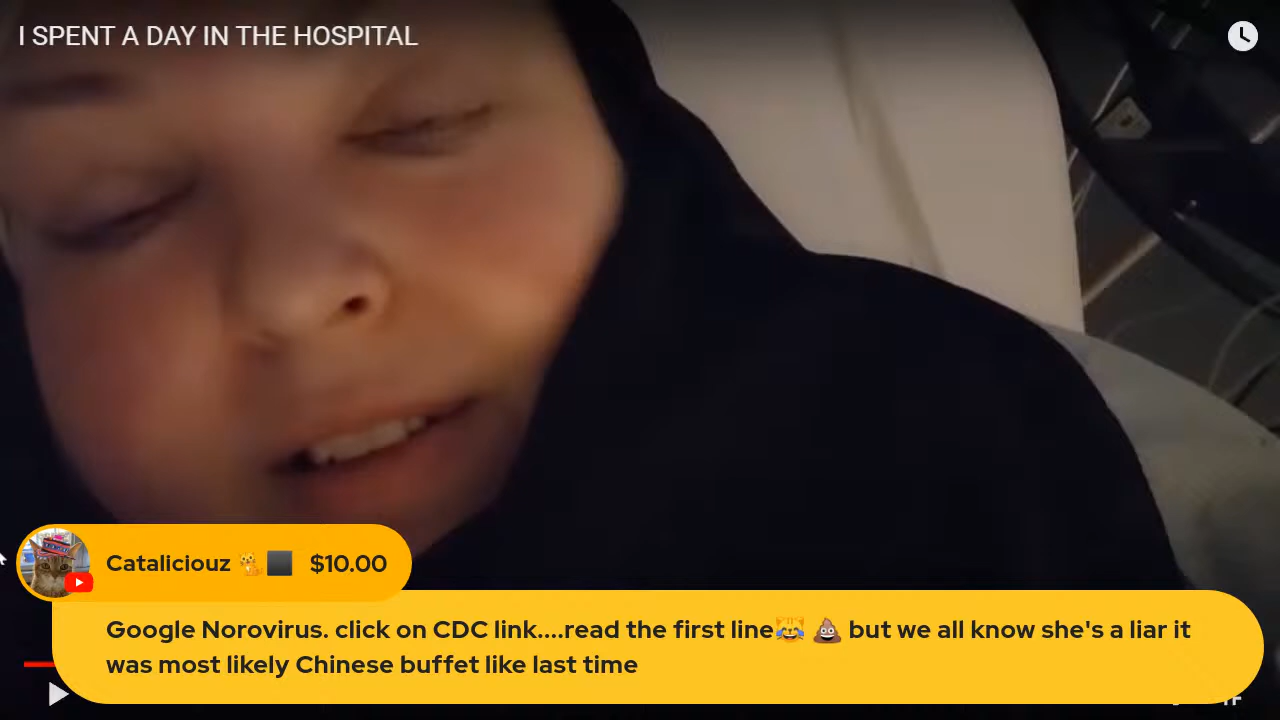 I SPENT A DAY IN THE HOSPITAL
Cataliciouz 🐈⬛ $10.00
Google Norovirus. click on CDC link....read the first line😹 💩 but we all know she's a liar it
was most likely Chinese buffet like last time